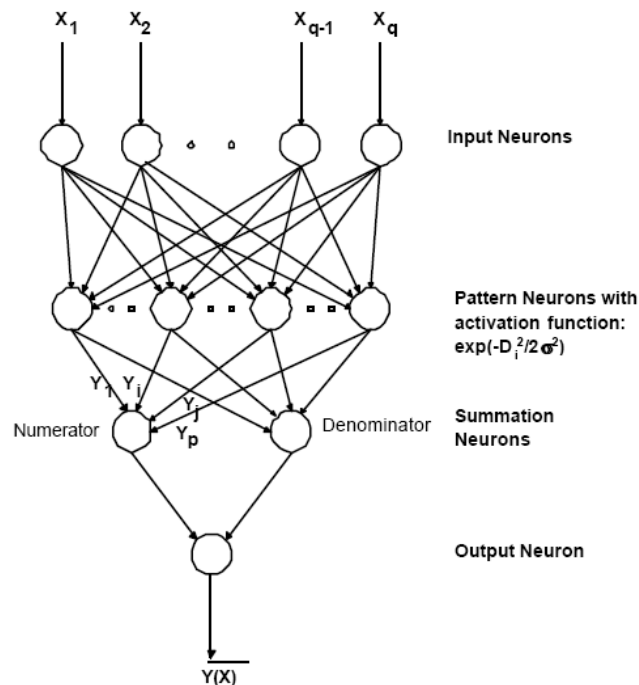 X1 X2 Xq-1 Xq
Input Neurons
Pattern Neurons with
activation function:
exp(-Di²/2σ²)
Y1 Yi
Yj
Yp
Numerator
Denominator
Summation
Neurons
Output Neuron
Y(X)